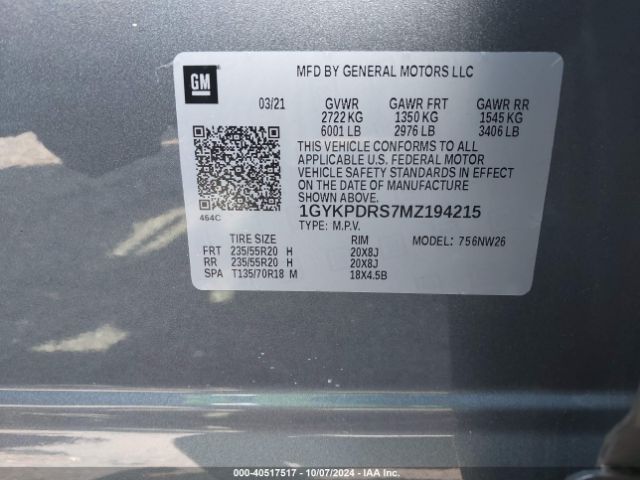 GM
MFD BY GENERAL MOTORS LLC
03/21 GVWR GAWR FRT GAWR RR
2722 KG 1350 KG 1545 KG
6001 LB 2976 LB 3406 LB
THIS VEHICLE CONFORMS TO ALL
APPLICABLE U.S. FEDERAL MOTOR
VEHICLE SAFETY STANDARDS IN EFFECT
ON THE DATE OF MANUFACTURE
SHOWN ABOVE.
464C
1GYKPDRS7MZ194215
TYPE: M.P.V.
TIRE SIZE RIM MODEL: 756NW26
FRT 235/55R20 H 20X8J
RR 235/55R20 H 20X8J
SPA T135/70R18 M 18X4.5B
000-40517517 - 10/07/2024 - IAA Inc.